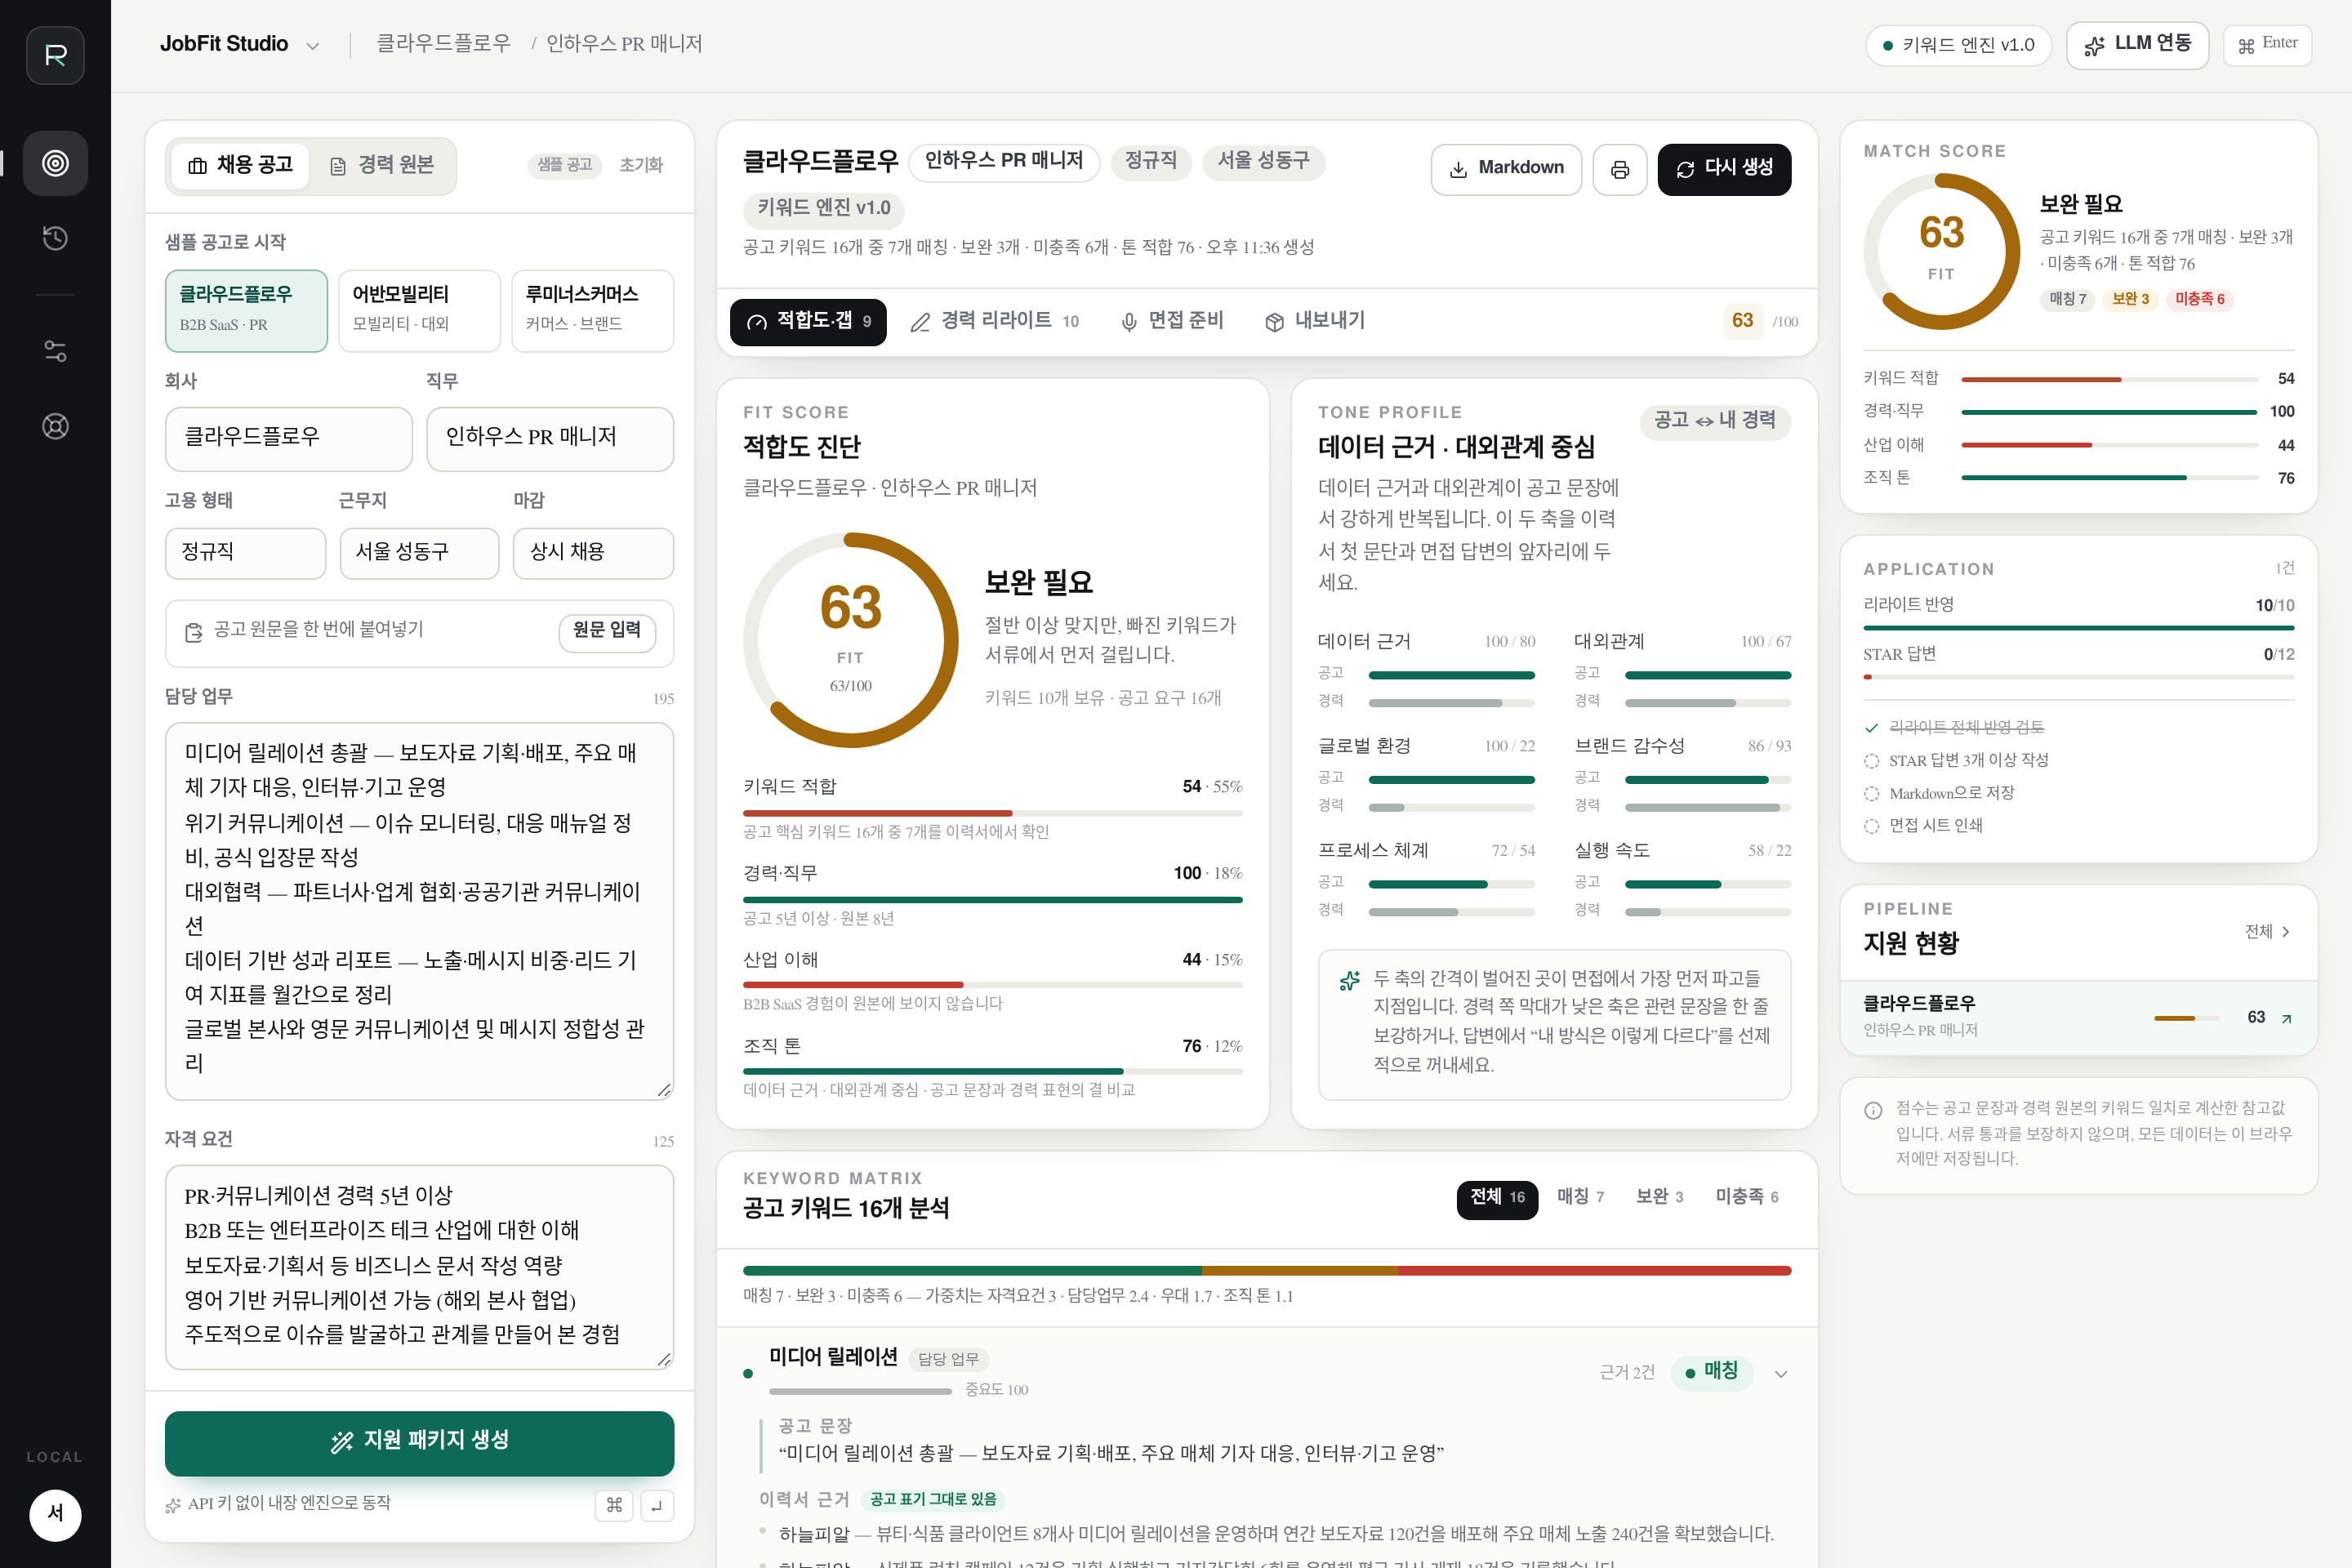 JobFit Studio
클라우드플로우 / 인하우스 PR 매니저
키워드 엔진 v1.0
LLM 연동
⌘ Enter
채용 공고
경력 원본
샘플 공고
초기화
샘플 공고로 시작
클라우드플로우
B2B SaaS · PR
어반모빌리티
모빌리티 · 대외
루미너스커머스
커머스 · 브랜드
회사
직무
클라우드플로우
인하우스 PR 매니저
고용 형태
근무지
마감
정규직
서울 성동구
상시 채용
공고 원문을 한 번에 붙여넣기
원문 입력
담당 업무
195
미디어 릴레이션 총괄 — 보도자료 기획·배포, 주요 매
체 기자 대응, 인터뷰·기고 운영
위기 커뮤니케이션 — 이슈 모니터링, 대응 매뉴얼 정
비, 공식 입장문 작성
대외협력 — 파트너사·업계 협회·공공기관 커뮤니케이
션
데이터 기반 성과 리포트 — 노출·메시지 비중·리드 기
여 지표를 월간으로 정리
글로벌 본사와 영문 커뮤니케이션 및 메시지 정합성 관
리
자격 요건
125
PR·커뮤니케이션 경력 5년 이상
B2B 또는 엔터프라이즈 테크 산업에 대한 이해
보도자료·기획서 등 비즈니스 문서 작성 역량
영어 기반 커뮤니케이션 가능 (해외 본사 협업)
주도적으로 이슈를 발굴하고 관계를 만들어 본 경험
지원 패키지 생성
API 키 없이 내장 엔진으로 동작
⌘ ↵
LOCAL
서
클라우드플로우
인하우스 PR 매니저
정규직
서울 성동구
키워드 엔진 v1.0
공고 키워드 16개 중 7개 매칭 · 보완 3개 · 미충족 6개 · 톤 적합 76 · 오후 11:36 생성
Markdown
다시 생성
적합도·갭 9
경력 리라이트 10
면접 준비
내보내기
63 /100
FIT SCORE
적합도 진단
클라우드플로우 · 인하우스 PR 매니저
63
FIT
63/100
보완 필요
절반 이상 맞지만, 빠진 키워드가
서류에서 먼저 걸립니다.
키워드 10개 보유 · 공고 요구 16개
키워드 적합
54 · 55%
공고 핵심 키워드 16개 중 7개를 이력서에서 확인
경력·직무
100 · 18%
공고 5년 이상 · 원본 8년
산업 이해
44 · 15%
B2B SaaS 경험이 원본에 보이지 않습니다
조직 톤
76 · 12%
데이터 근거 · 대외관계 중심 · 공고 문장과 경력 표현의 결 비교
TONE PROFILE
데이터 근거 · 대외관계 중심
공고 ↔ 내 경력
데이터 근거과 대외관계이 공고 문장에
서 강하게 반복됩니다. 이 두 축을 이력
서 첫 문단과 면접 답변의 앞자리에 두
세요.
데이터 근거 100 / 80
공고
경력
대외관계 100 / 67
공고
경력
글로벌 환경 100 / 22
공고
경력
브랜드 감수성 86 / 93
공고
경력
프로세스 체계 72 / 54
공고
경력
실행 속도 58 / 22
공고
경력
두 축의 간격이 벌어진 곳이 면접에서 가장 먼저 파고들
지점입니다. 경력 쪽 막대가 낮은 축은 관련 문장을 한 줄
보강하거나, 답변에서 “내 방식은 이렇게 다르다”를 선제
적으로 꺼내세요.
KEYWORD MATRIX
공고 키워드 16개 분석
전체 16
매칭 7
보완 3
미충족 6
매칭 7 · 보완 3 · 미충족 6 — 가중치는 자격요건 3 · 담당업무 2.4 · 우대 1.7 · 조직 톤 1.1
미디어 릴레이션
담당 업무
중요도 100
근거 2건
매칭
공고 문장
“미디어 릴레이션 총괄 — 보도자료 기획·배포, 주요 매체 기자 대응, 인터뷰·기고 운영”
이력서 근거
공고 표기 그대로 있음
하늘피알 — 뷰티·식품 클라이언트 8개사 미디어 릴레이션을 운영하며 연간 보도자료 120건을 배포해 주요 매체 노출 240건을 확보했습니다.
MATCH SCORE
63
FIT
보완 필요
공고 키워드 16개 중 7개 매칭 · 보완 3개
· 미충족 6개 · 톤 적합 76
매칭 7
보완 3
미충족 6
키워드 적합 54
경력·직무 100
산업 이해 44
조직 톤 76
APPLICATION
1건
리라이트 반영 10/10
STAR 답변 0/12
리라이트 전체 반영 검토
STAR 답변 3개 이상 작성
Markdown으로 저장
면접 시트 인쇄
PIPELINE
지원 현황
전체
클라우드플로우
인하우스 PR 매니저
63
점수는 공고 문장과 경력 원본의 키워드 일치로 계산한 참고값
입니다. 서류 통과를 보장하지 않으며, 모든 데이터는 이 브라우
저에만 저장됩니다.